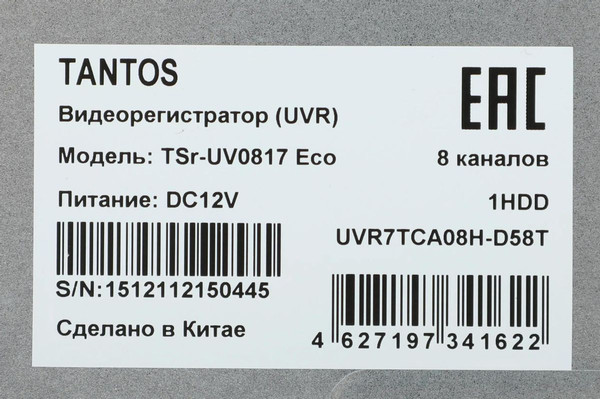 TANTOS
EAC
Видеорегистратор (UVR)
Модель: TSr-UV0817 Eco
8 каналов
Питание: DC12V
1HDD
UVR7TCA08H-D58T
S/N:1512112150445
Сделано в Китае
4 627197 341622